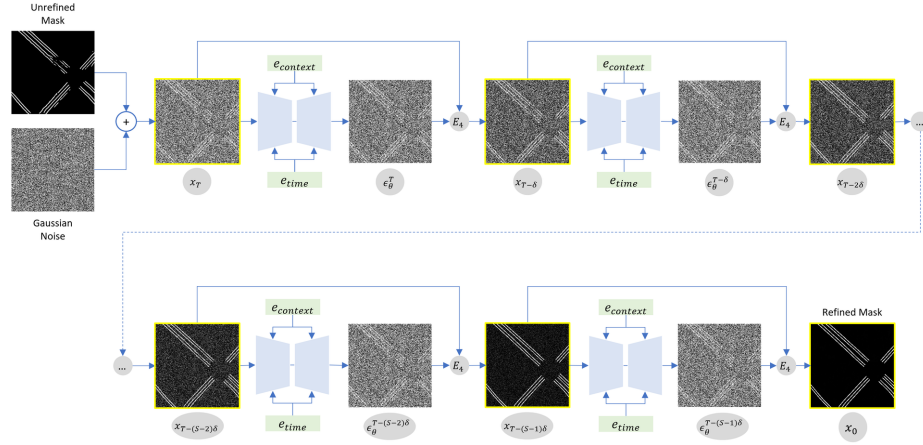 Unrefined
Mask
+
Gaussian
Noise
e_context
e_time
E_4
e_context
e_time
E_4
...
x_T
ϵ_θ^T
x_{T-δ}
ϵ_θ^{T-δ}
x_{T-2δ}
...
e_context
e_time
E_4
e_context
e_time
E_4
Refined Mask
x_{T-(S-2)δ}
ϵ_θ^{T-(S-2)δ}
x_{T-(S-1)δ}
ϵ_θ^{T-(S-1)δ}
x_0